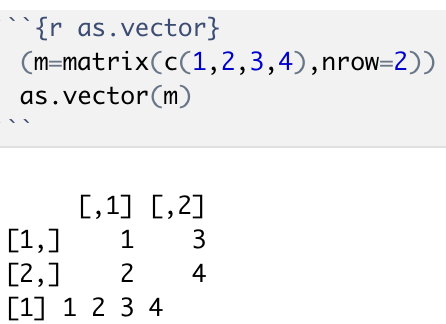 ```{r as.vector}
(m=matrix(c(1,2,3,4),nrow=2))
as.vector(m)
```
[,1] [,2]
[1,] 1 3
[2,] 2 4
[1] 1 2 3 4